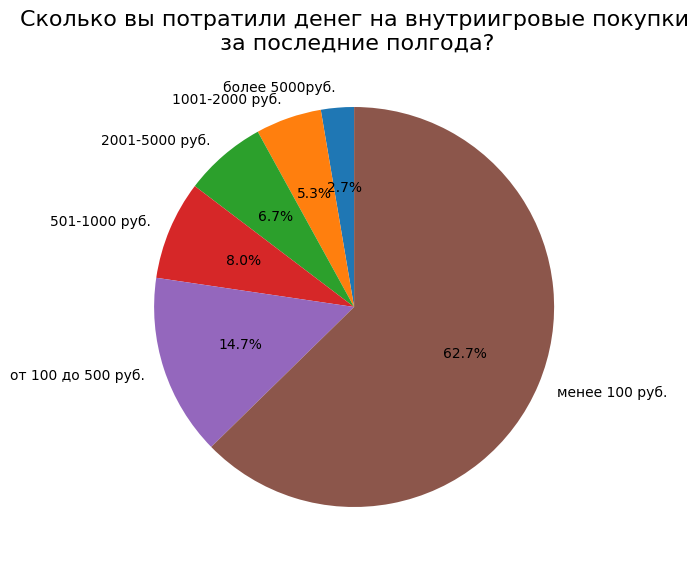 Сколько вы потратили денег на внутриигровые покупки
за последние полгода?
более 5000руб.
1001-2000 руб.
2001-5000 руб.
501-1000 руб.
от 100 до 500 руб.
менее 100 руб.
2.7%
5.3%
6.7%
8.0%
14.7%
62.7%